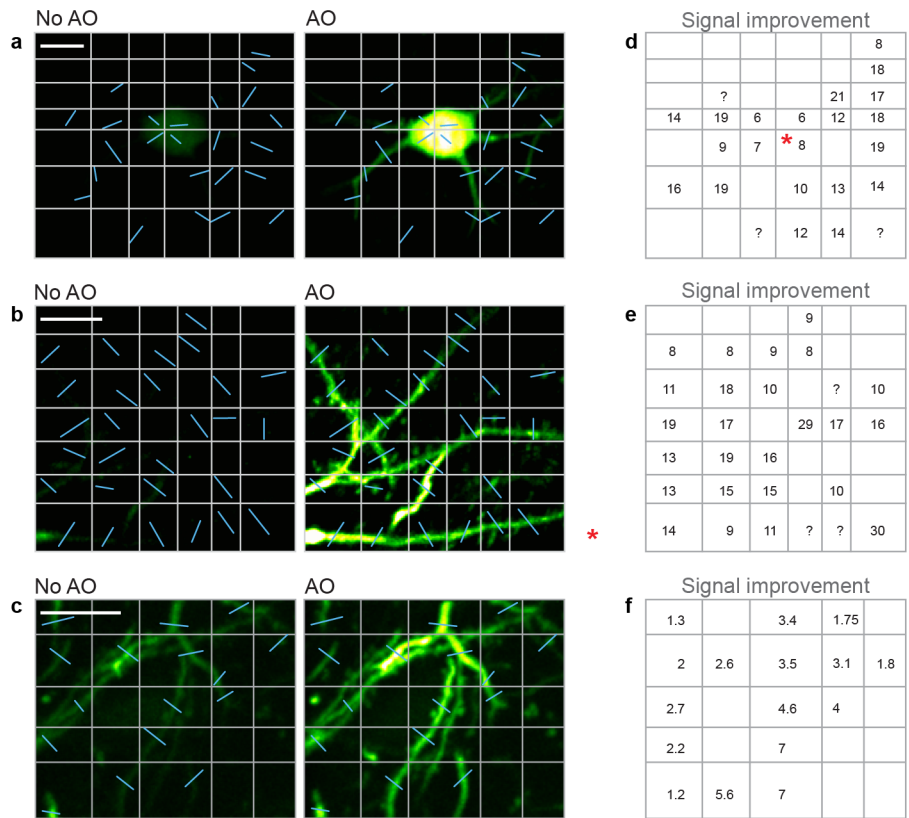 No AO
AO
Signal improvement
a
d
8
18
? 21 17
14 19 6 6 12 18
9 7 * 8 19
16 19 10 13 14
? 12 14 ?
No AO
AO
Signal improvement
b
e
9
8 8 9 8
11 18 10 ? 10
19 17 29 17 16
13 19 16
13 15 15 10
14 9 11 ? ? 30
*
No AO
AO
Signal improvement
c
f
1.3 3.4 1.75
2 2.6 3.5 3.1 1.8
2.7 4.6 4
2.2 7
1.2 5.6 7